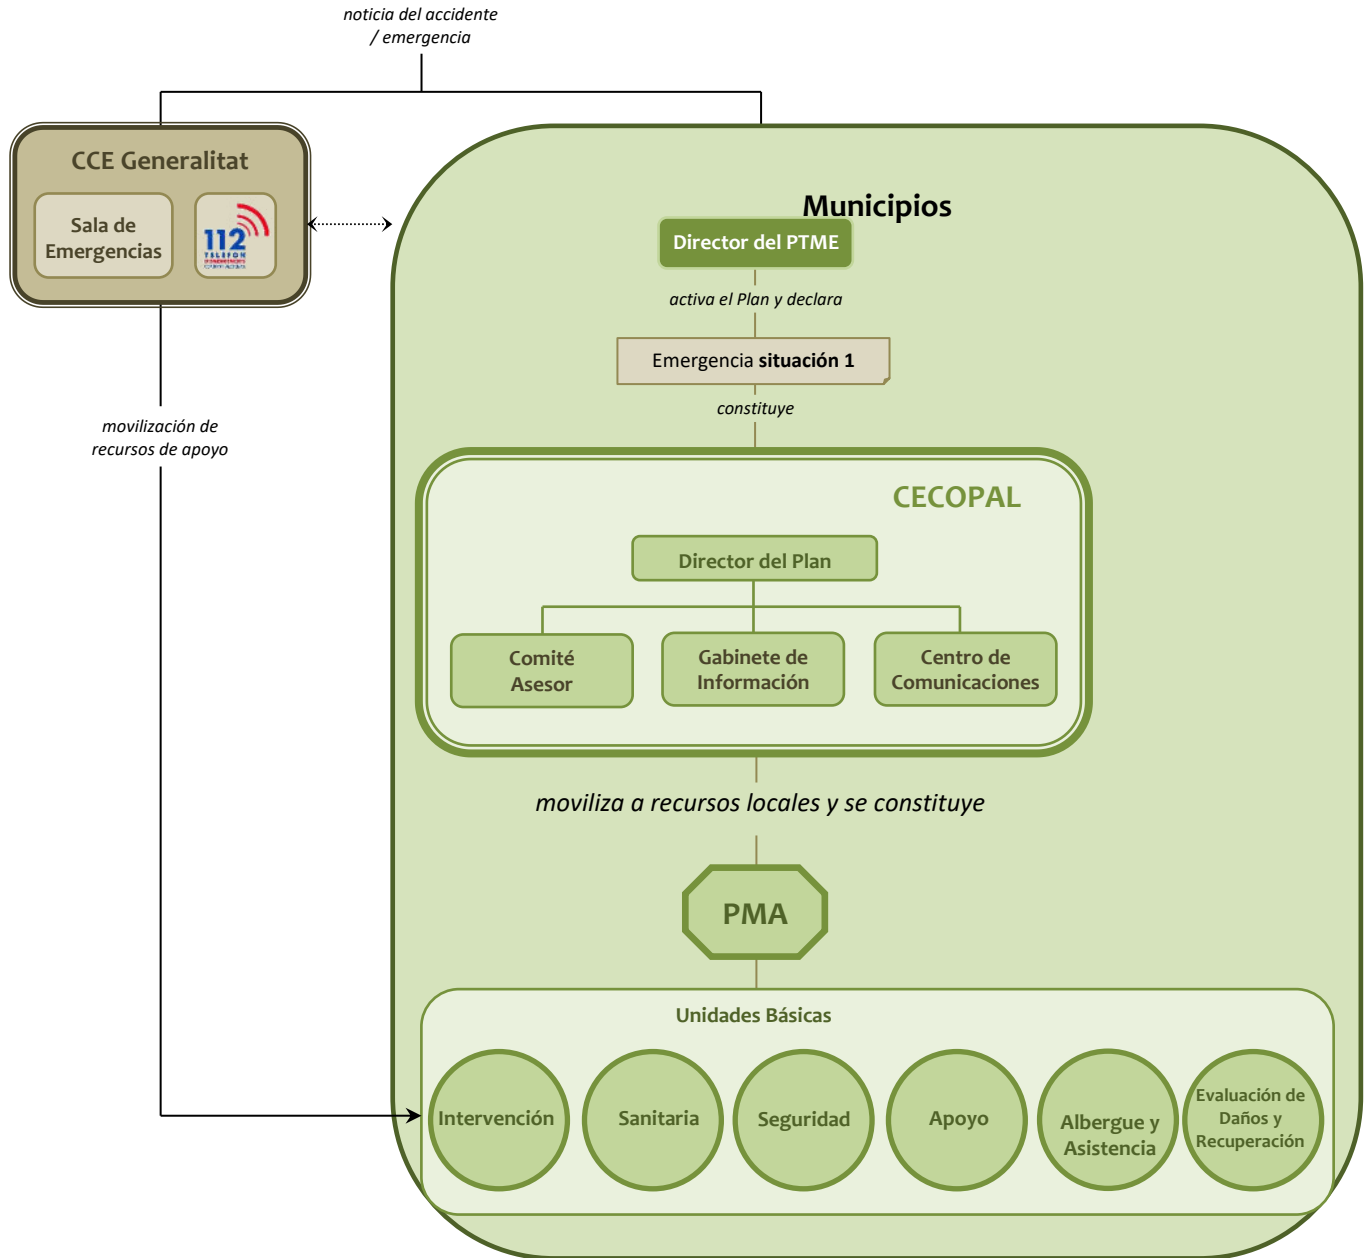 noticia del accidente
/ emergencia
CCE Generalitat
Sala de
Emergencias
112
TELÈFON
Municipios
Director del PTME
activa el Plan y declara
Emergencia situación 1
constituye
movilización de
recursos de apoyo
CECOPAL
Director del Plan
Comité
Asesor
Gabinete de
Información
Centro de
Comunicaciones
moviliza a recursos locales y se constituye
PMA
Unidades Básicas
Intervención
Sanitaria
Seguridad
Apoyo
Albergue y
Asistencia
Evaluación de
Daños y
Recuperación